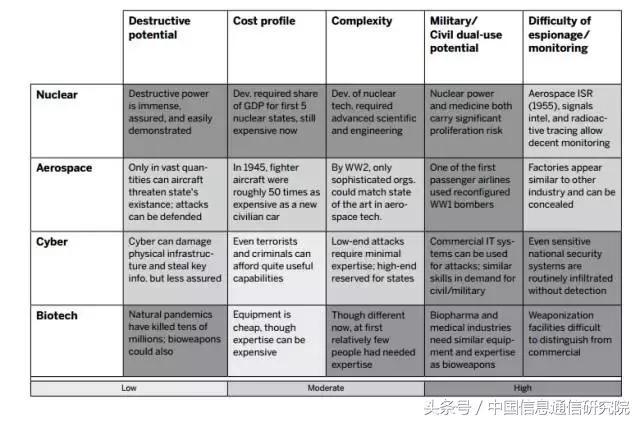 Destructive
potential
Cost profile
Complexity
Military/
Civil dual-use
potential
Difficulty of
espionage/
monitoring
Nuclear
Destructive power
is immense,
assured, and easily
demonstrated
Dev. required share
of GDP for first 5
nuclear states, still
expensive now
Dev. of nuclear
tech. required
advanced scientific
and engineering
Nuclear power
and medicine both
carry significant
proliferation risk
Aerospace ISR
(1955), signals
intel, and radioac-
tive tracing allow
decent monitoring
Aerospace
Only in vast quan-
tities can aircraft
threaten state's
existance; attacks
can be defended
In 1945, fighter
aircraft were
roughly 50 times as
expensive as a new
civilian car
By WW2, only
sophisticated orgs.
could match state
of the art in aero-
space tech.
One of the first
passenger airlines
used reconfigured
WW1 bombers
Factories appear
similar to other
industry and can be
concealed
Cyber
Cyber can damage
physical infrastruc-
ture and steal key
info. but less assured
Even terrorists
and criminals can
afford quite useful
capabilities
Low-end attacks
require minimal
expertise; high-end
reserved for states
Commercial IT sys-
tems can be used
for attacks; similar
skills in demand for
civil/military
Even sensitive
national security
systems are
routinely infiltrated
without detection
Biotech
Natural pandemics
have killed tens of
millions; bioweapons
could also
Equipment is
cheap, though
expertise can be
expensive
Though different
now, at first
relatively few
people had needed
expertise
Biopharma and
medical industries
need similar equip-
ment and expertise
as bioweapons
Weaponization
facilities difficult
to distinguish from
commercial
Low
Moderate
High
头条号 / 中国信息通信研究院